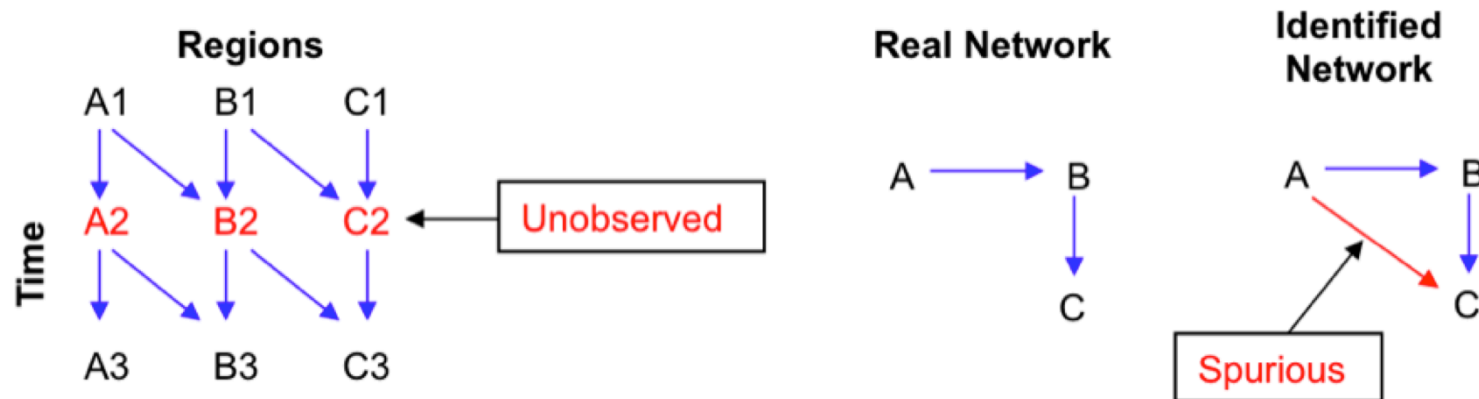 Regions
A1 B1 C1
A2 B2 C2
A3 B3 C3
Time
Unobserved
Real Network
A B
C
Identified
Network
A B
C
Spurious